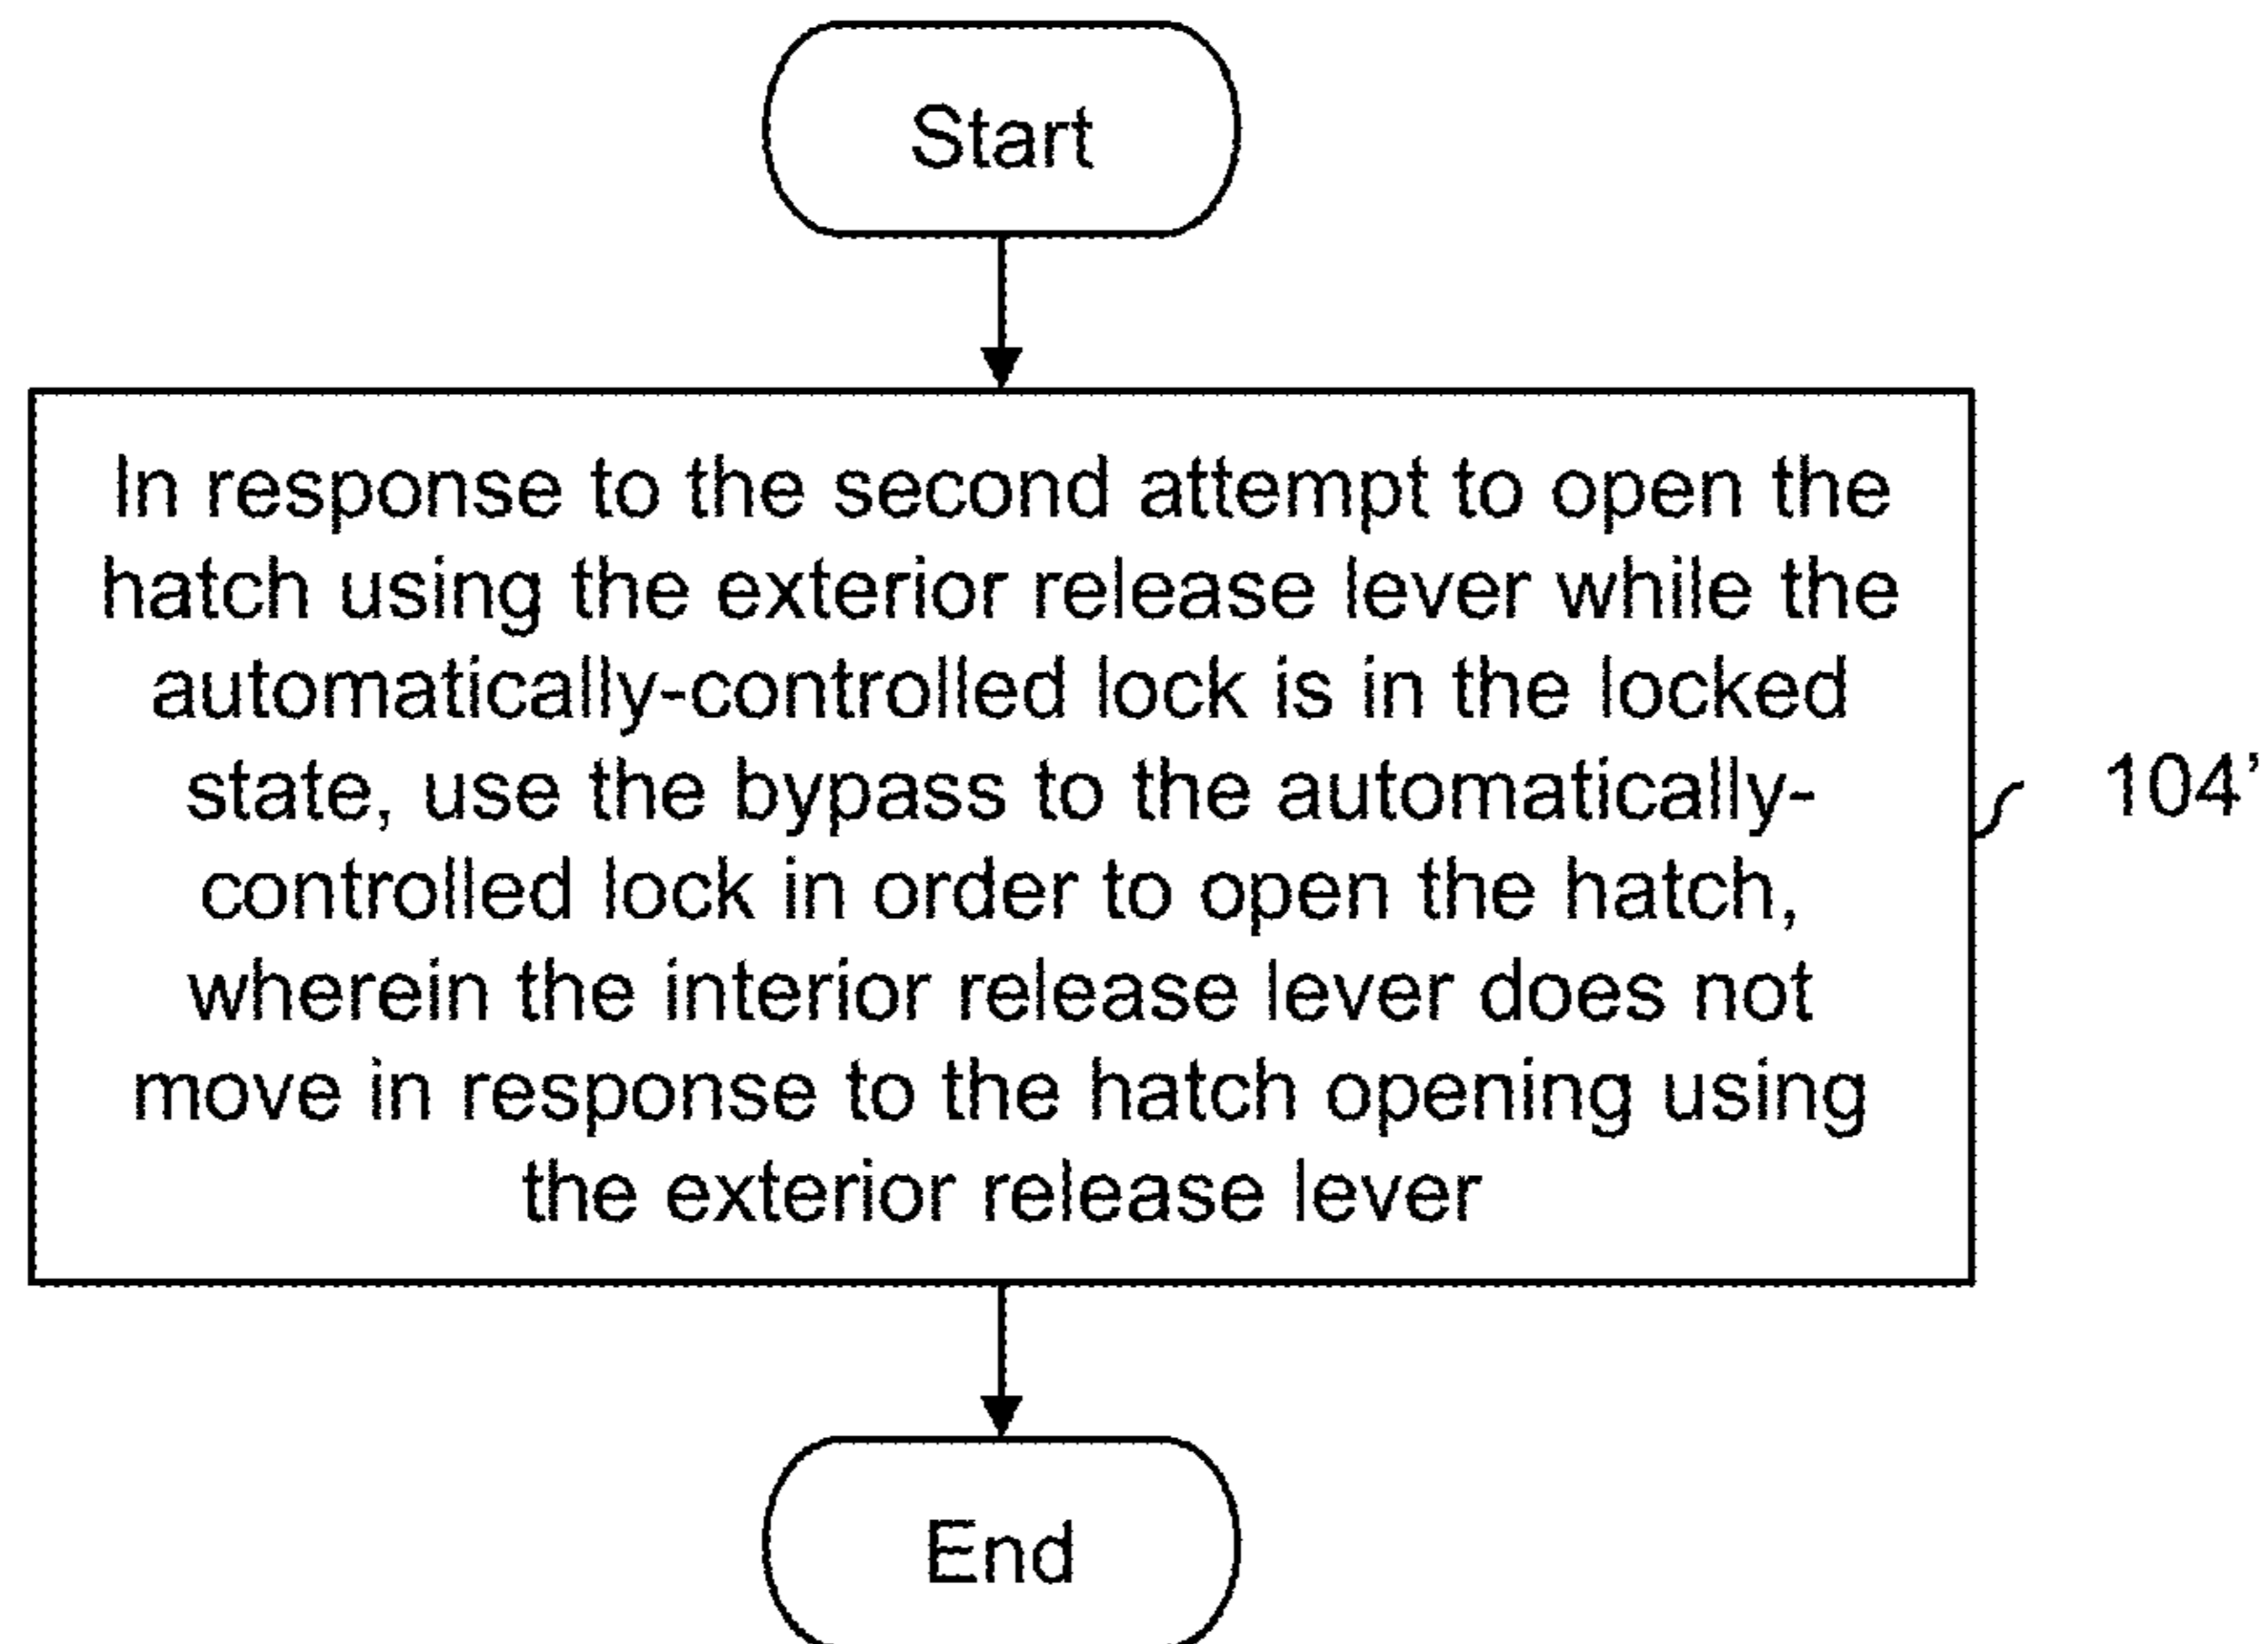 Start
In response to the second attempt to open the
hatch using the exterior release lever while the
automatically-controlled lock is in the locked
state, use the bypass to the automatically-
controlled lock in order to open the hatch,
wherein the interior release lever does not
move in response to the hatch opening using
the exterior release lever
104'
End